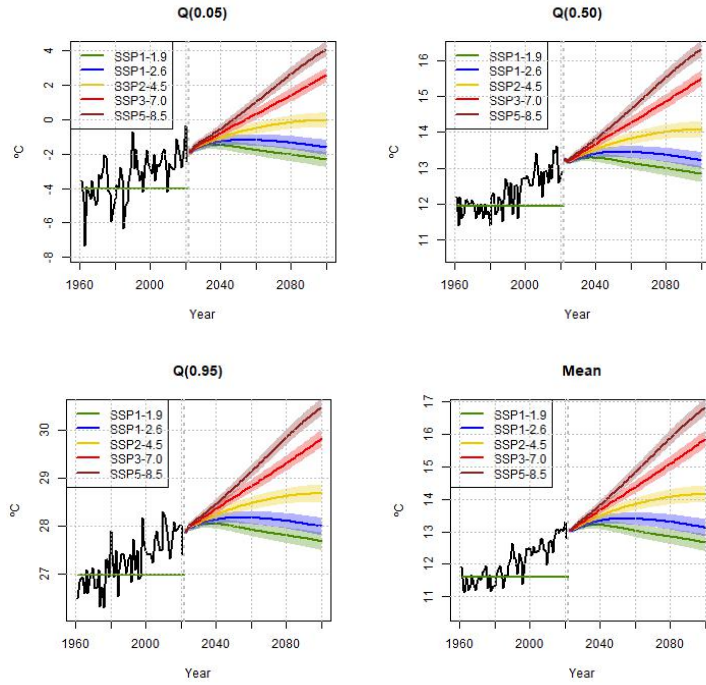 Q(0.05)
4
2
0
-2
-4
-6
-8
ºC
SSP1-1.9
SSP1-2.6
SSP2-4.5
SSP3-7.0
SSP5-8.5
1960 2000 2040 2080
Year
Q(0.50)
16
15
14
13
12
11
ºC
SSP1-1.9
SSP1-2.6
SSP2-4.5
SSP3-7.0
SSP5-8.5
1960 2000 2040 2080
Year
Q(0.95)
30
29
28
27
ºC
SSP1-1.9
SSP1-2.6
SSP2-4.5
SSP3-7.0
SSP5-8.5
1960 2000 2040 2080
Year
Mean
17
16
15
14
13
12
11
ºC
SSP1-1.9
SSP1-2.6
SSP2-4.5
SSP3-7.0
SSP5-8.5
1960 2000 2040 2080
Year